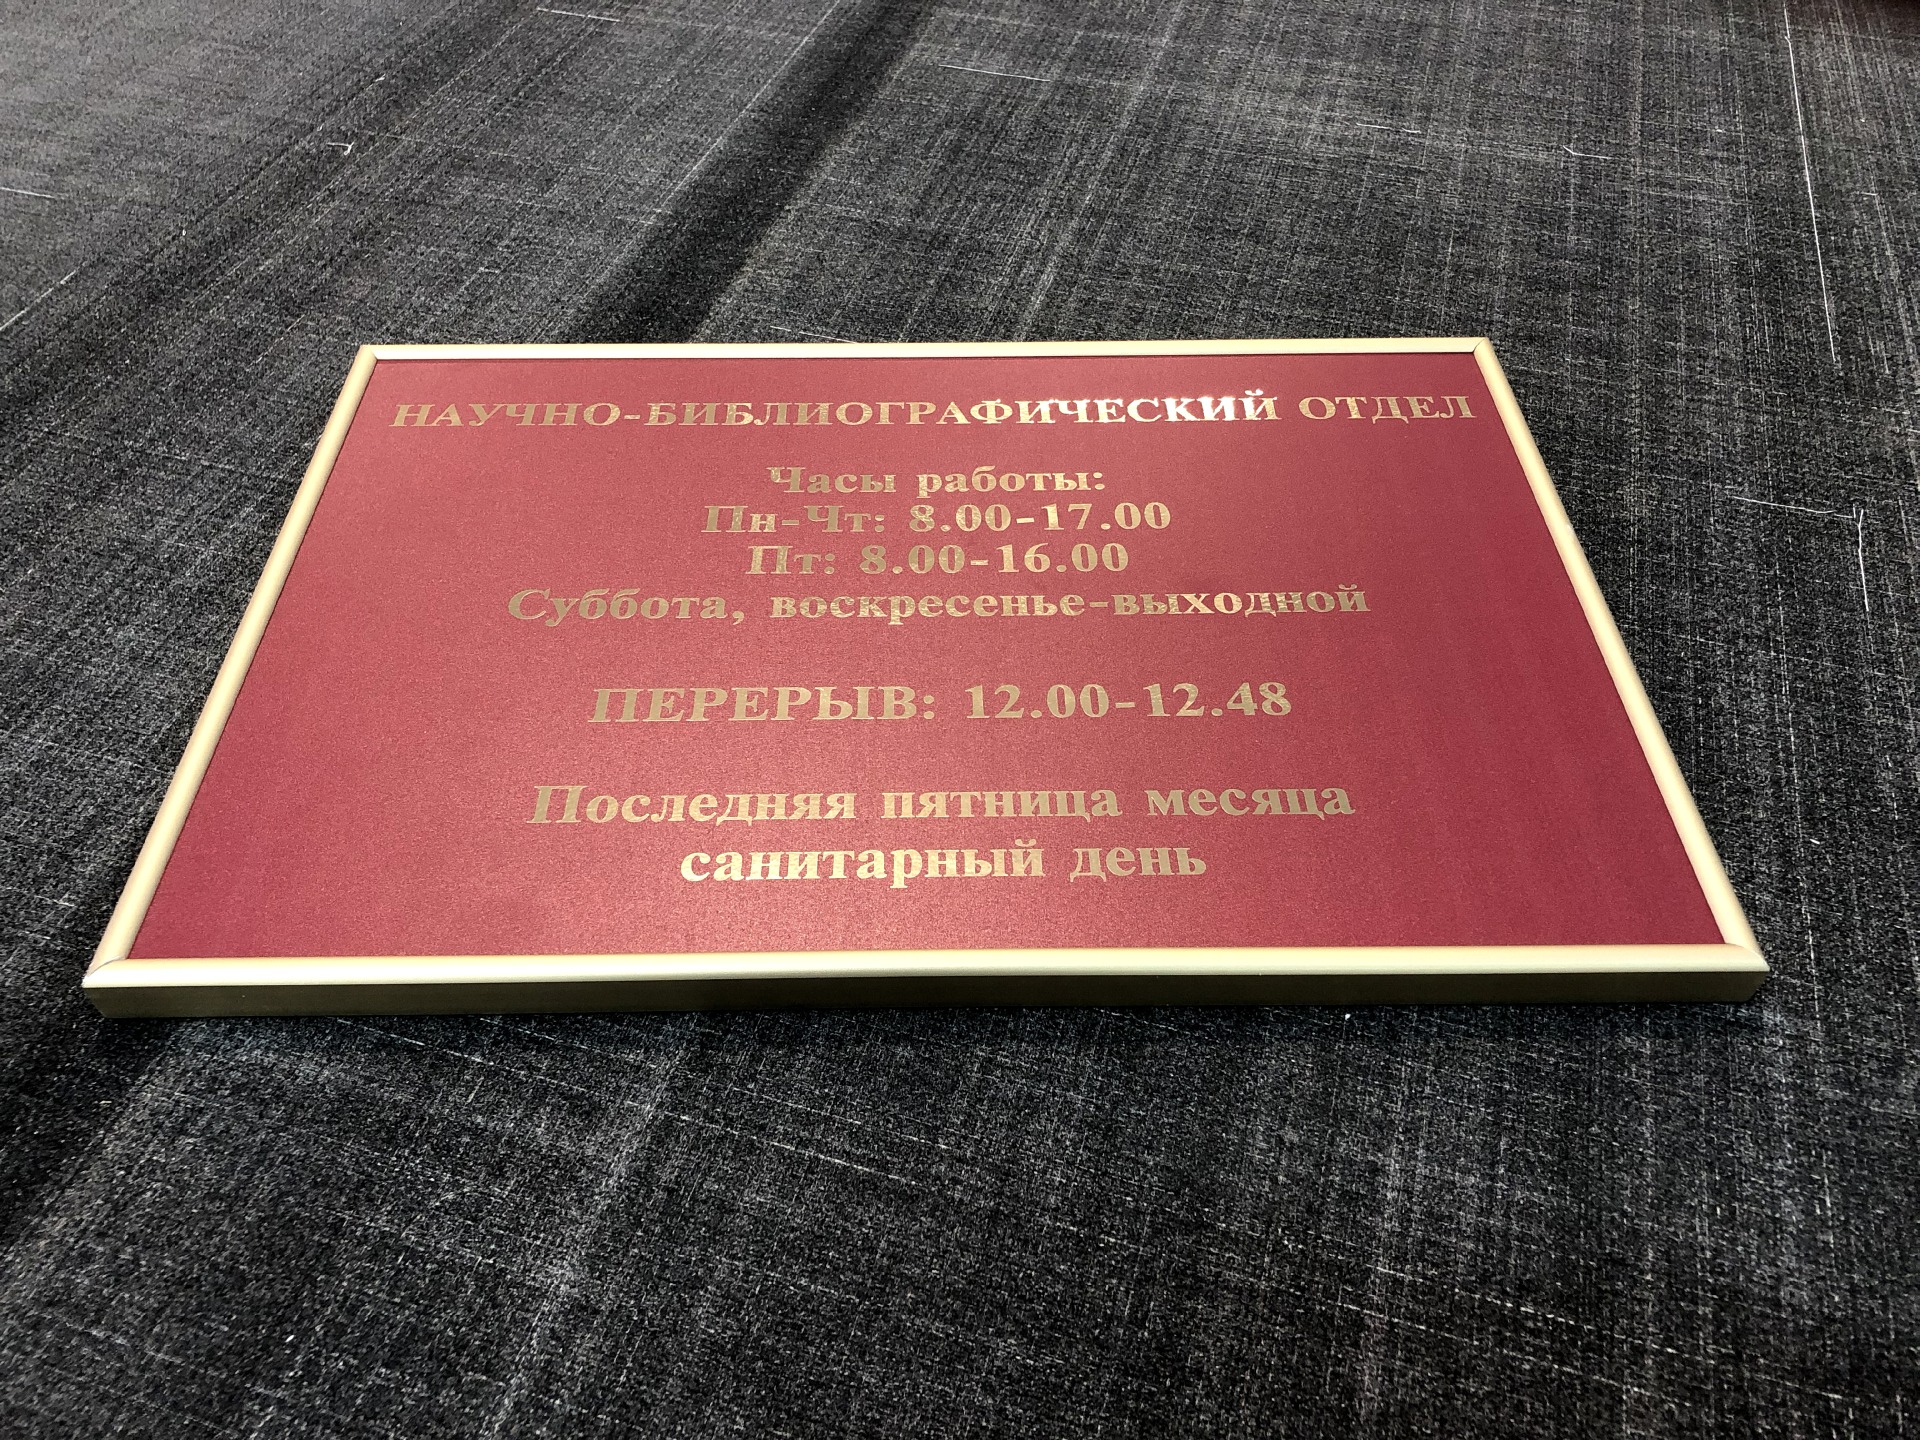 НАУЧНО-БИБЛИОГРАФИЧЕСКИЙ ОТДЕЛ
Часы работы:
Пн-Чт: 8.00-17.00
Пт: 8.00-16.00
Суббота, воскресенье-выходной
ПЕРЕРЫВ: 12.00-12.48
Последняя пятница месяца
санитарный день